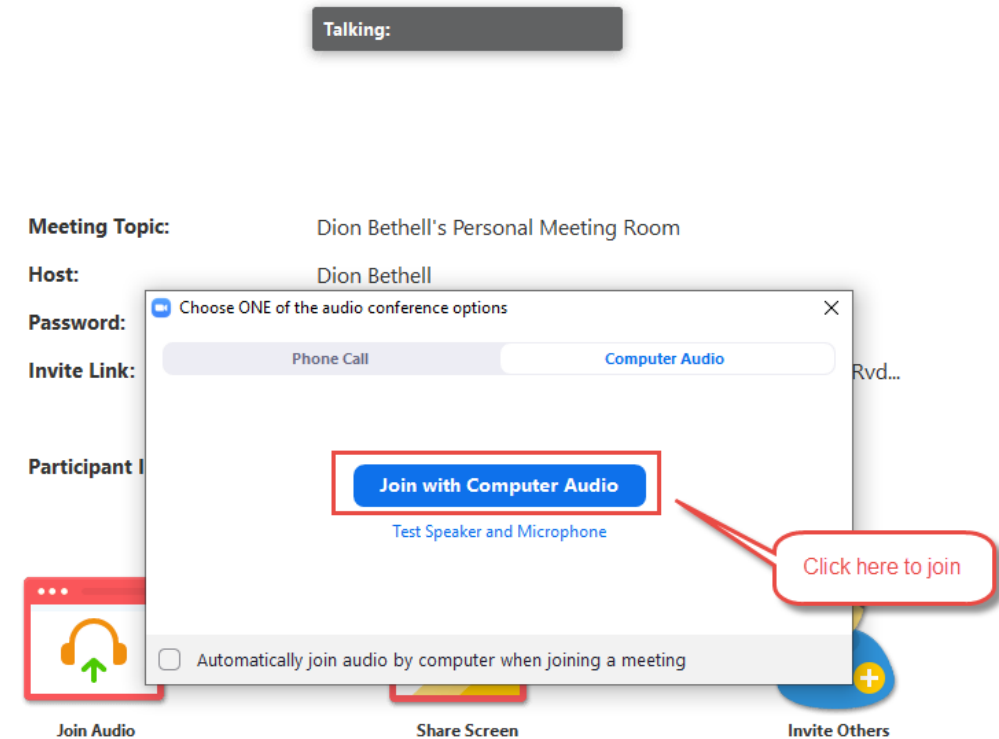 Talking:
Meeting Topic: Dion Bethell's Personal Meeting Room
Host: Dion Bethell
Choose ONE of the audio conference options
Password:
Phone Call Computer Audio
Invite Link: Rvd...
Participant I
Join with Computer Audio
Test Speaker and Microphone
Click here to join
Automatically join audio by computer when joining a meeting
Join Audio Share Screen Invite Others